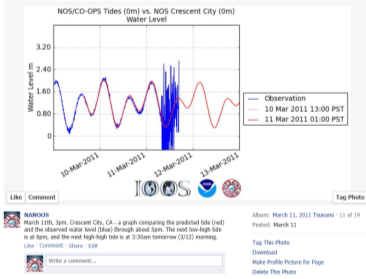 NOS/CO-OPS Tides (0m) vs. NOS Crescent City (0m)
Water Level
3.20
2.40
1.60
0.80
0
Water Level m
10-Mar-2011
11-Mar-2011
12-Mar-2011
13-Mar-2011
Observation
10 Mar 2011 13:00 PST
11 Mar 2011 01:00 PST
IOOS
Like Comment
Tag Photo
NANOOS
March 11th, 3pm. Crescent City, CA - a graph comparing the predicted tide (red)
and the observed water level (blue) through about 5pm. The next low-high tide
is at 6pm, and the next high-high tide is at 3:30am tomorrow (3/12) morning.
Like · Comment · Share · Edit
Write a comment...
Album: March 11, 2011 Tsunami · 11 of 19
Posted: March 11
Tag This Photo
Download
Make Profile Picture for Page
Delete This Photo